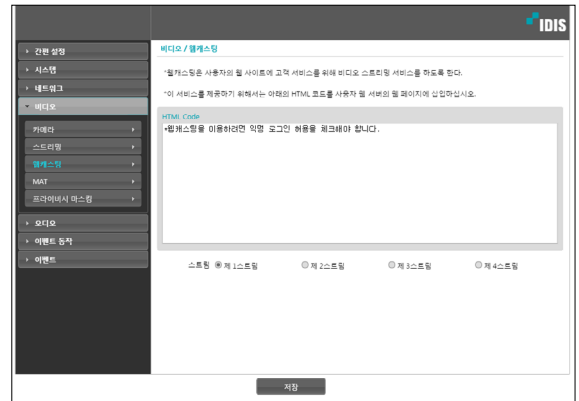 IDIS
간편 설정
시스템
네트워크
비디오
카메라
스트리밍
웹캐스팅
MAT
프라이버시 마스킹
오디오
이벤트 동작
이벤트
비디오 / 웹캐스팅
*웹캐스팅은 사용자의 웹 사이트에 고객 서비스를 위해 비디오 스트리밍 서비스를 하도록 한다.
*이 서비스를 제공하기 위해서는 아래의 HTML 코드를 사용자 웹 서버의 웹 페이지에 삽입하십시오.
HTML Code
*웹캐스팅을 이용하려면 익명 로그인 허용을 체크해야 합니다.
스트림 제 1스트림 제 2스트림 제 3스트림 제 4스트림
저장